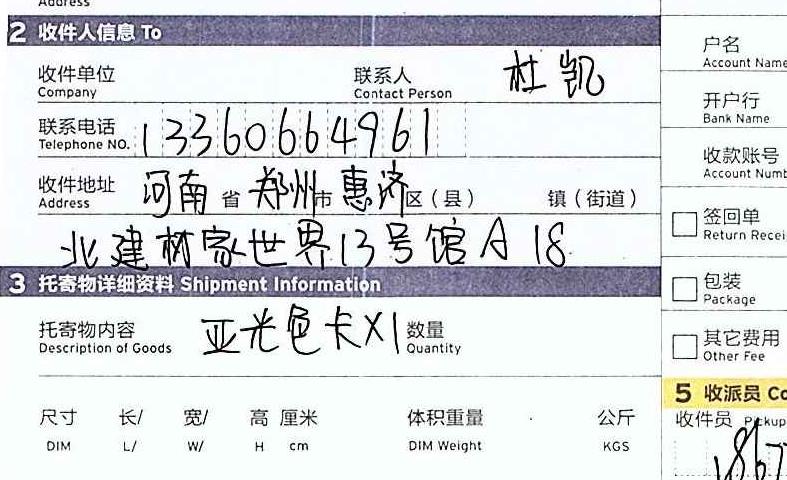 Address
2 收件人信息 To
收件单位 Company 联系人 Contact Person 杜凯
联系电话 Telephone NO. 13360664961
收件地址 Address 河南省 郑州市 惠济区(县) 镇(街道)
北建材家世界13号馆A18
3 托寄物详细资料 Shipment Information
托寄物内容 Description of Goods 亚光色卡X1 数量 Quantity
尺寸 长/ 宽/ 高 厘米 体积重量 公斤
DIM L/ W/ H cm DIM Weight KGS
户名
Account Name
开户行
Bank Name
收款账号
Account Numb
签回单
Return Recei
包装
Package
其它费用
Other Fee
5 收派员 Co
收件员 Pickup